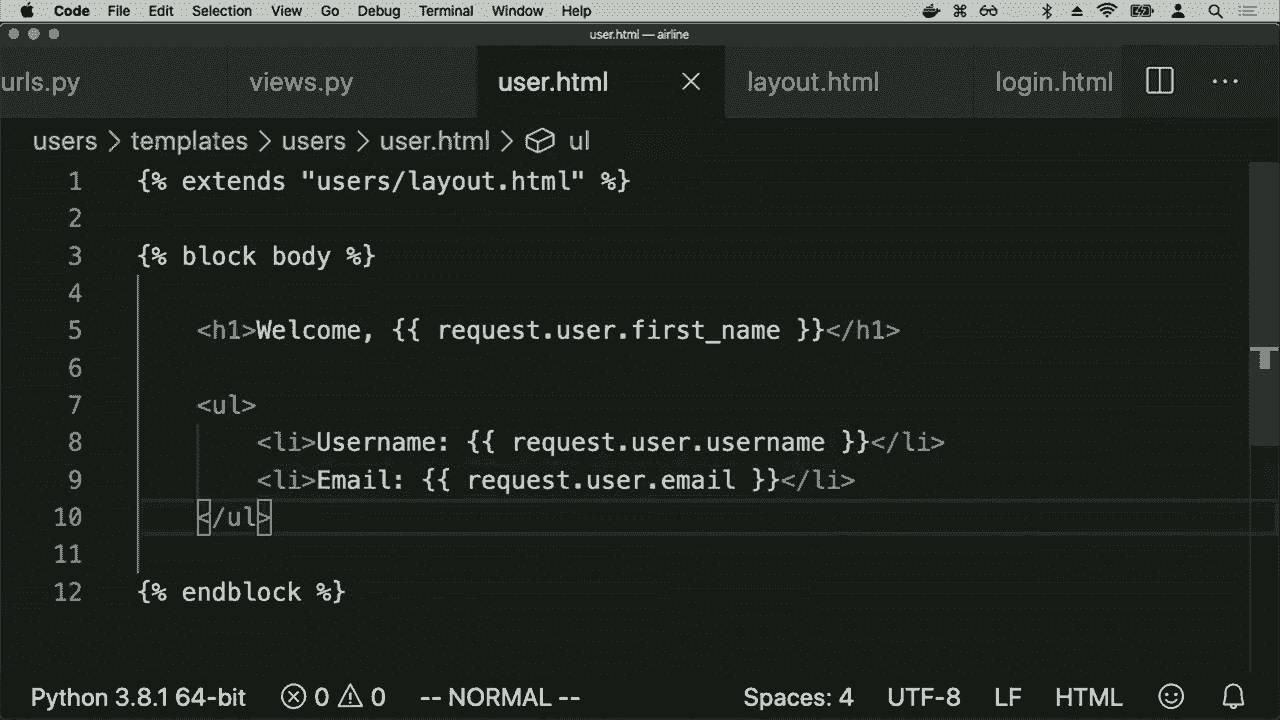 Code File Edit Selection View Go Debug Terminal Window Help
user.html — airline
urls.py views.py user.html layout.html login.html
users > templates > users > user.html > ul
1 {% extends "users/layout.html" %}
2
3 {% block body %}
4
5 <h1>Welcome, {{ request.user.first_name }}</h1>
6
7 <ul>
8 <li>Username: {{ request.user.username }}</li>
9 <li>Email: {{ request.user.email }}</li>
10 </ul>
11
12 {% endblock %}
Python 3.8.1 64-bit 0 0 -- NORMAL -- Spaces: 4 UTF-8 LF HTML